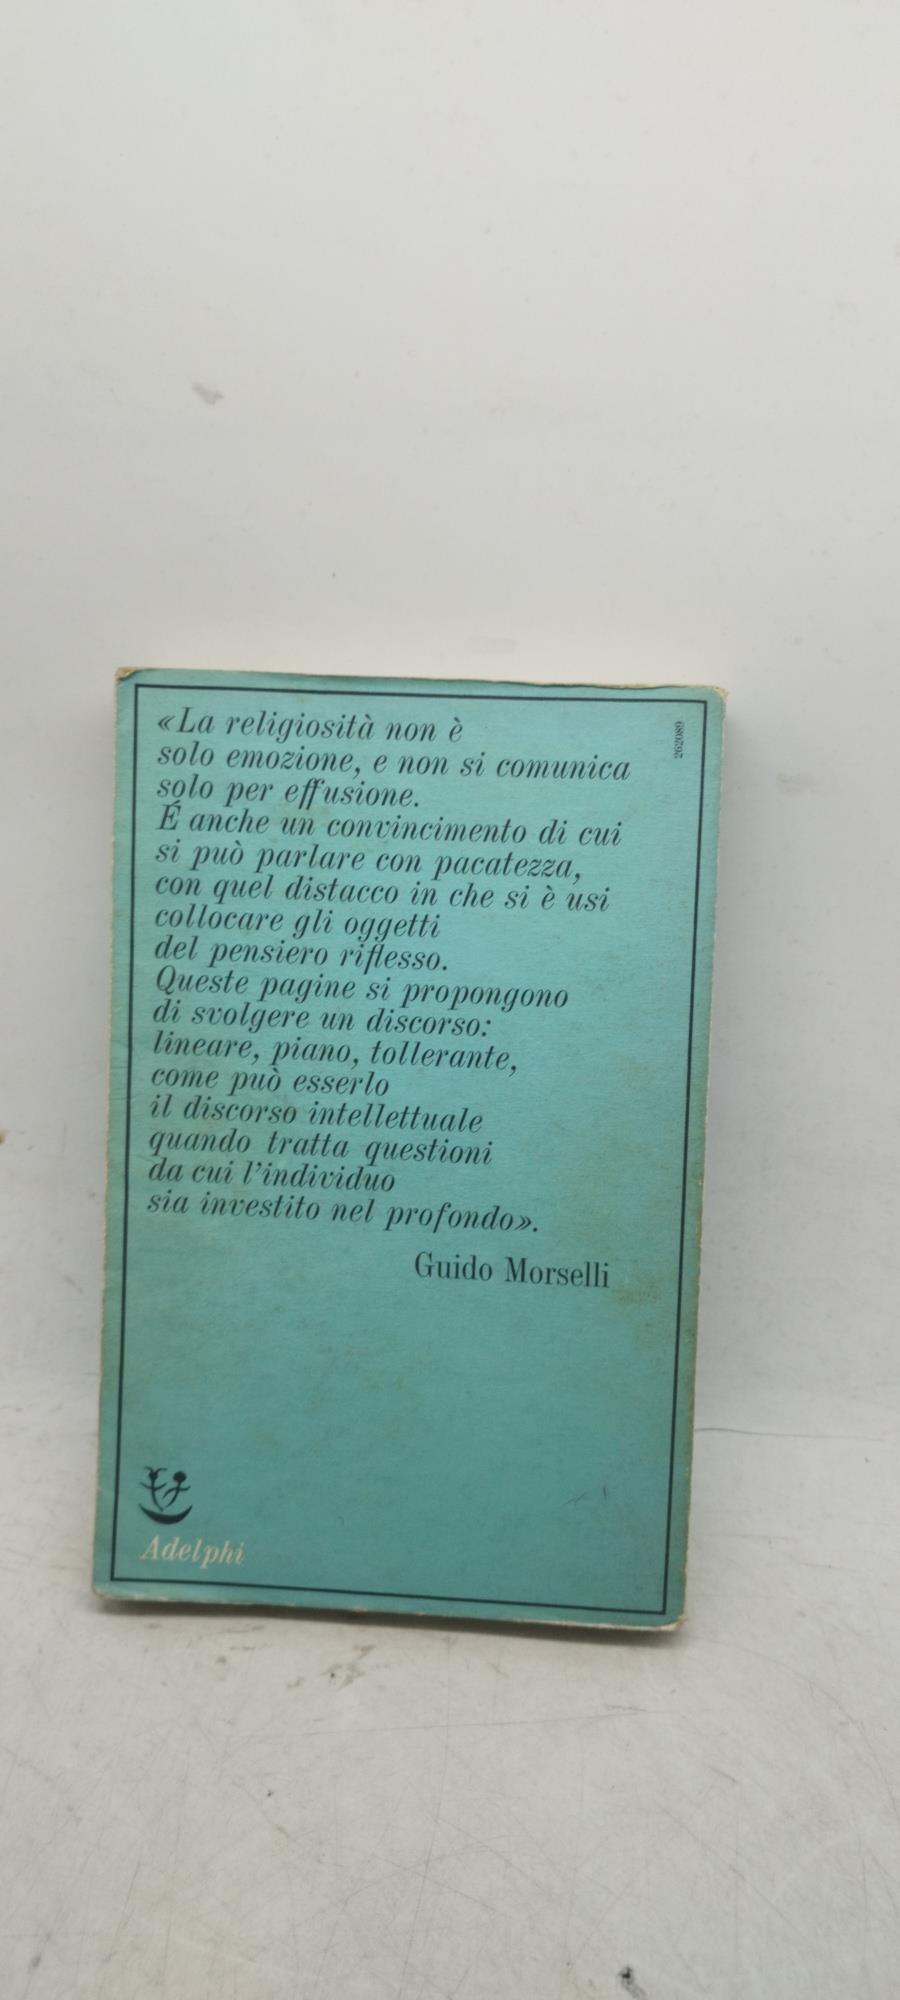 «La religiosità non è
solo emozione, e non si comunica
solo per effusione.
É anche un convincimento di cui
si può parlare con pacatezza,
con quel distacco in che si è usi
collocare gli oggetti
del pensiero riflesso.
Queste pagine si propongono
di svolgere un discorso:
lineare, piano, tollerante,
come può esserlo
il discorso intellettuale
quando tratta questioni
da cui l'individuo
sia investito nel profondo».
Guido Morselli
262089
Adelphi